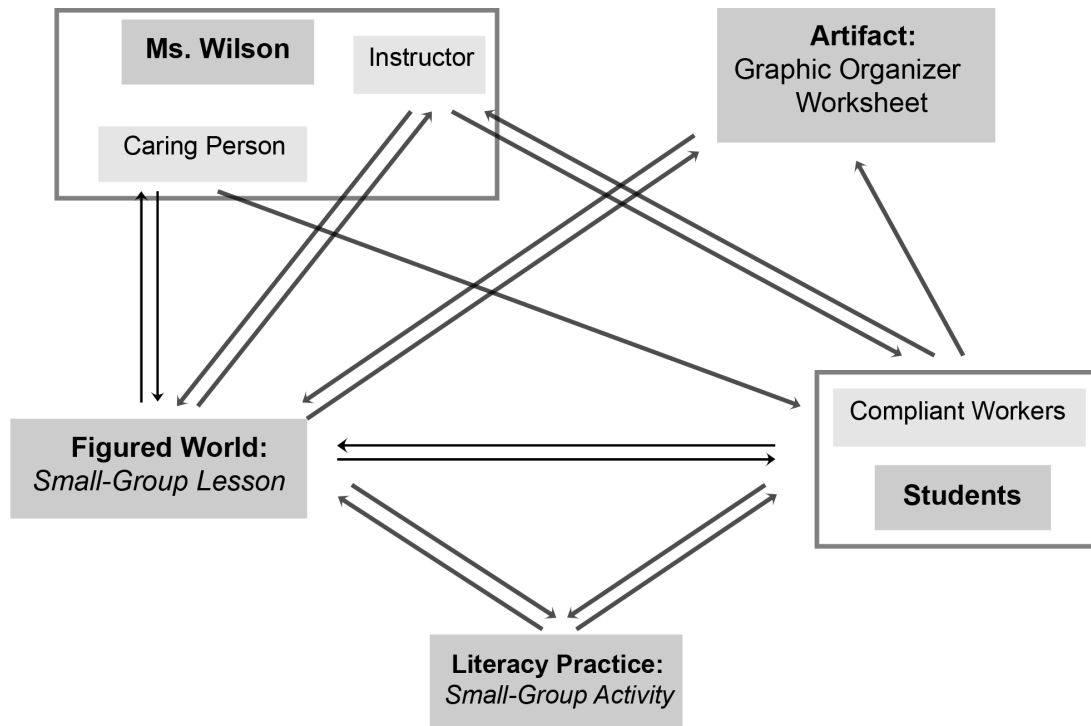 Ms. Wilson
Instructor
Caring Person
Artifact:
Graphic Organizer
Worksheet
Figured World:
Small-Group Lesson
Compliant Workers
Students
Literacy Practice:
Small-Group Activity